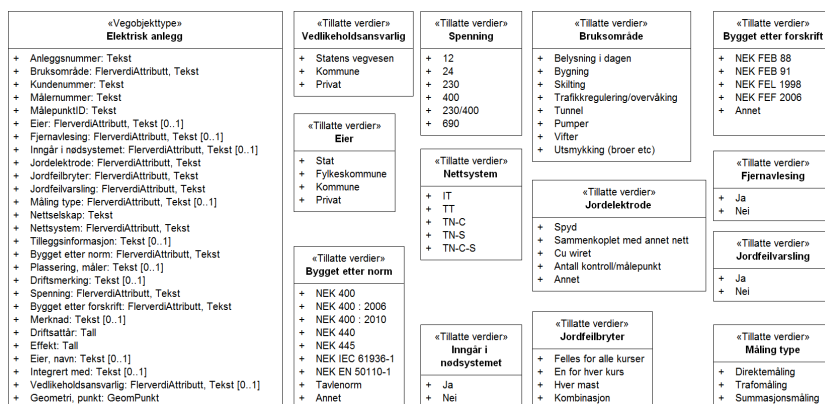 «Vegobjekttype»
Elektrisk anlegg
+ Anleggsnummer: Tekst
+ Bruksområde: FlerverdiAttributt, Tekst
+ Kundenummer: Tekst
+ Målernummer: Tekst
+ MålepunktID: Tekst
+ Eier: FlerverdiAttributt, Tekst [0..1]
+ Fjernavlesing: FlerverdiAttributt, Tekst [0..1]
+ Inngår i nødsystemet: FlerverdiAttributt, Tekst [0..1]
+ Jordelektrode: FlerverdiAttributt, Tekst
+ Jordfeilbryter: FlerverdiAttributt, Tekst
+ Jordfeilvarsling: FlerverdiAttributt, Tekst
+ Måling type: FlerverdiAttributt, Tekst [0..1]
+ Nettselskap: Tekst
+ Nettsystem: FlerverdiAttributt, Tekst
+ Tilleggsinformasjon: Tekst [0..1]
+ Bygget etter norm: FlerverdiAttributt, Tekst
+ Plassering, måler: Tekst [0..1]
+ Driftsmerking: Tekst [0..1]
+ Spenning: FlerverdiAttributt, Tekst
+ Bygget etter forskrift: FlerverdiAttributt, Tekst
+ Merknad: Tekst [0..1]
+ Driftsattår: Tall
+ Effekt: Tall
+ Eier, navn: Tekst [0..1]
+ Integrert med: Tekst [0..1]
+ Vedlikeholdsansvarlig: FlerverdiAttributt, Tekst [0..1]
+ Geometri, punkt: GeomPunkt
«Tillatte verdier»
Vedlikeholdsansvarlig
+ Statens vegvesen
+ Kommune
+ Privat
«Tillatte verdier»
Eier
+ Stat
+ Fylkeskommune
+ Kommune
+ Privat
«Tillatte verdier»
Bygget etter norm
+ NEK 400
+ NEK 400 : 2006
+ NEK 400 : 2010
+ NEK 440
+ NEK 445
+ NEK IEC 61936-1
+ NEK EN 50110-1
+ Tavlenorm
+ Annet
«Tillatte verdier»
Spenning
+ 12
+ 24
+ 230
+ 400
+ 230/400
+ 690
«Tillatte verdier»
Nettsystem
+ IT
+ TT
+ TN-C
+ TN-S
+ TN-C-S
«Tillatte verdier»
Inngår i
nødsystemet
+ Ja
+ Nei
«Tillatte verdier»
Bruksområde
+ Belysning i dagen
+ Bygning
+ Skilting
+ Trafikkregulering/overvåking
+ Tunnel
+ Pumper
+ Vifter
+ Utsmykking (broer etc)
«Tillatte verdier»
Jordelektrode
+ Spyd
+ Sammenkoplet med annet nett
+ Cu wiret
+ Antall kontroll/målepunkt
+ Annet
«Tillatte verdier»
Jordfeilbryter
+ Felles for alle kurser
+ En for hver kurs
+ Hver mast
+ Kombinasjon
«Tillatte verdier»
Bygget etter forskrift
+ NEK FEB 88
+ NEK FEB 91
+ NEK FEL 1998
+ NEK FEF 2006
+ Annet
«Tillatte verdier»
Fjernavlesing
+ Ja
+ Nei
«Tillatte verdier»
Jordfeilvarsling
+ Ja
+ Nei
«Tillatte verdier»
Måling type
+ Direktemåling
+ Trafomåling
+ Summasjonsmåling